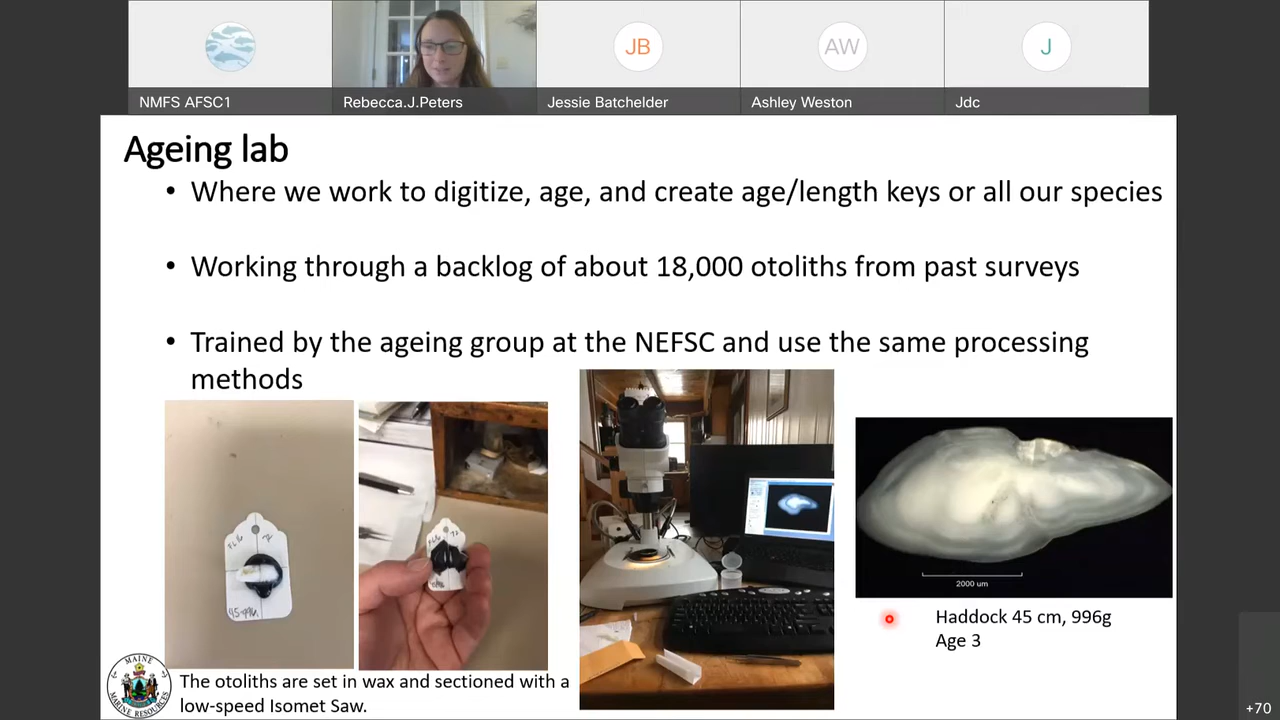 JB
AW
J
NMFS AFSC1
Rebecca.J.Peters
Jessie Batchelder
Ashley Weston
Jdc
Ageing lab
• Where we work to digitize, age, and create age/length keys or all our species
• Working through a backlog of about 18,000 otoliths from past surveys
• Trained by the ageing group at the NEFSC and use the same processing
methods
2000 um
Haddock 45 cm, 996g
Age 3
MAINE
MARINE RESOURCES
The otoliths are set in wax and sectioned with a
low-speed Isomet Saw.
+70